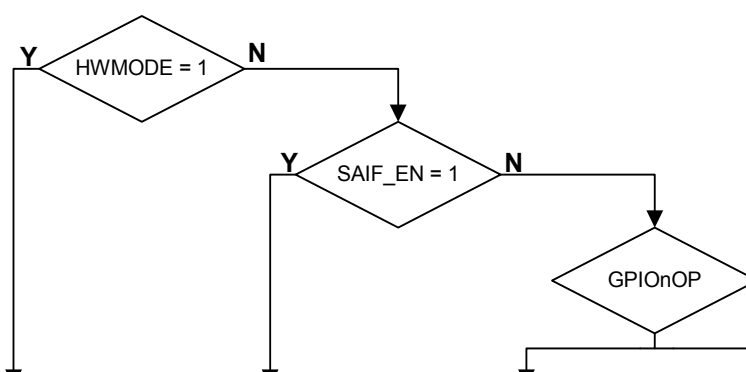 Y
HWMODE = 1
N
Y
SAIF_EN = 1
N
GPIOnOP